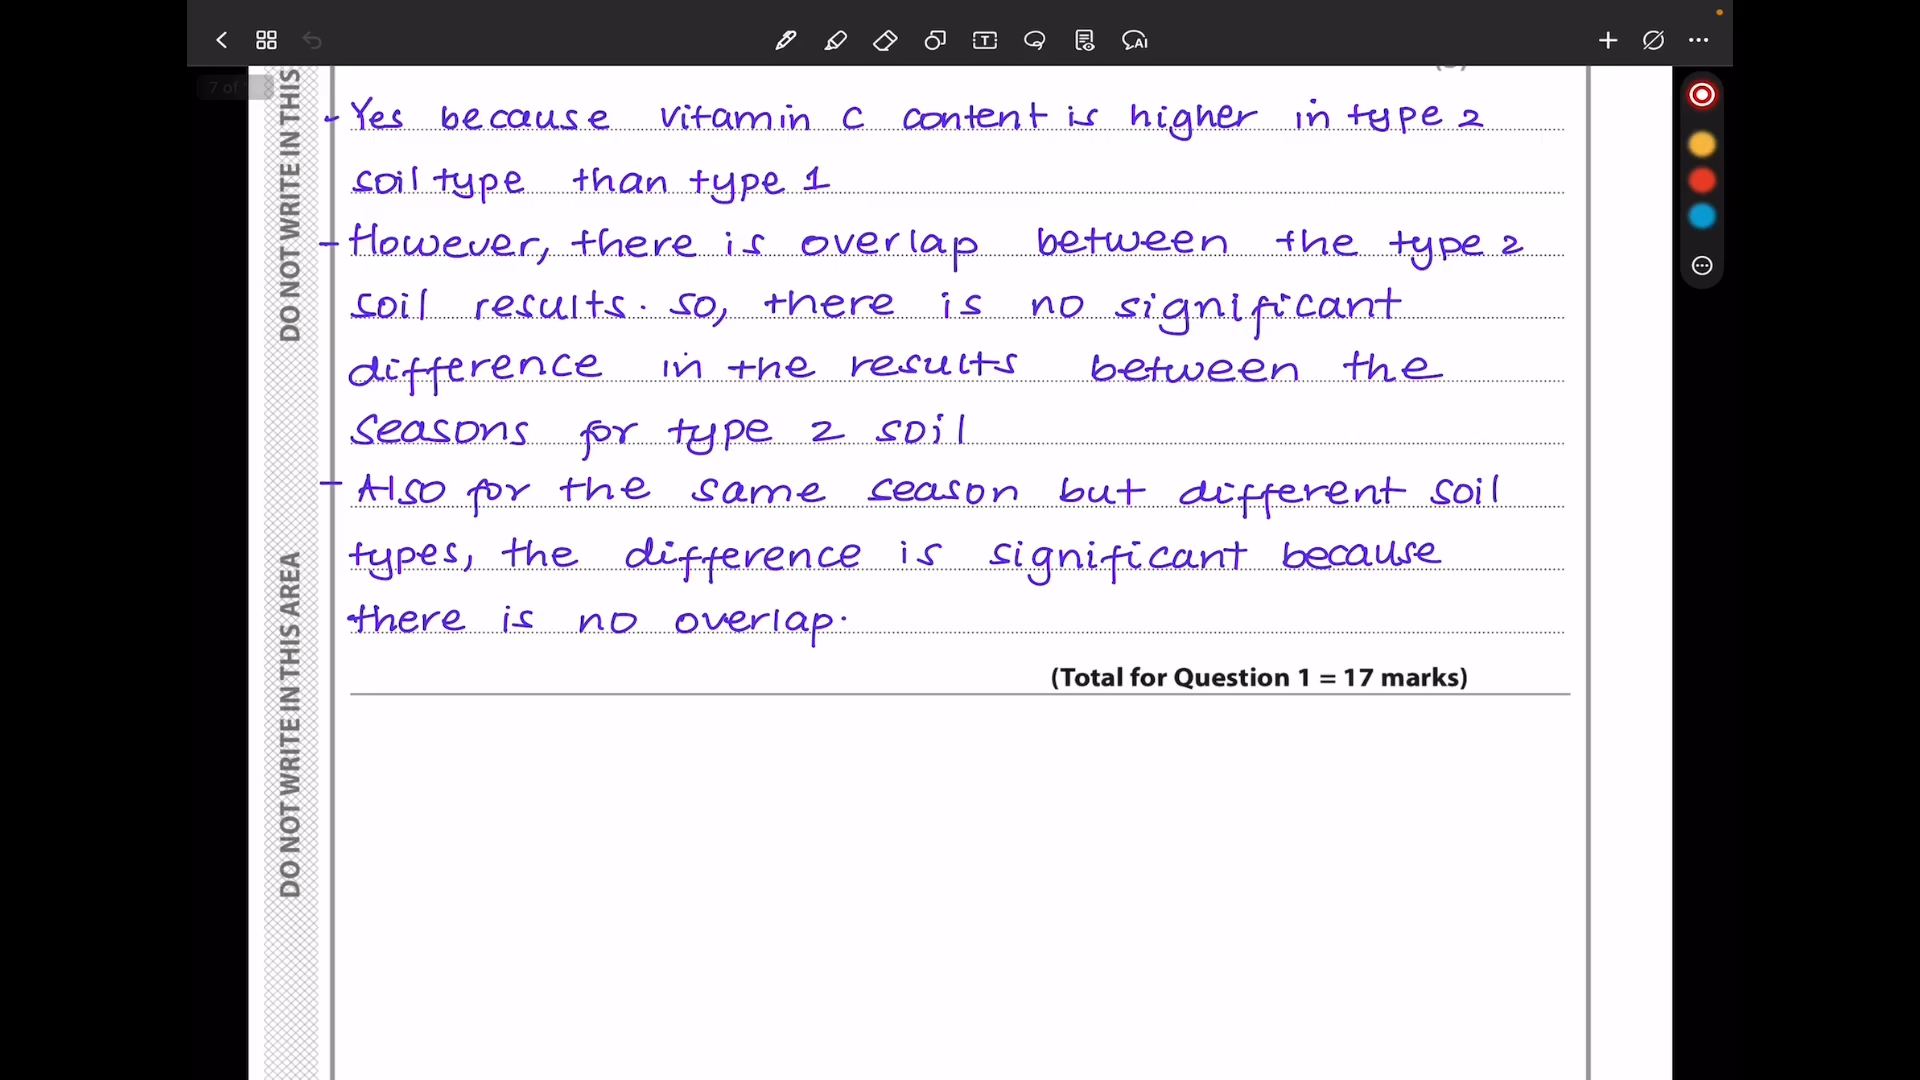 7 of
DO NOT WRITE IN THIS
- Yes because vitamin C content is higher in type 2
soil type than type 1
- However, there is overlap between the type 2
soil results. so, there is no significant
difference in the results between the
seasons for type 2 soil
- Also for the same season but different soil
types, the difference is significant because
there is no overlap.
(Total for Question 1 = 17 marks)
DO NOT WRITE IN THIS AREA
T
AI